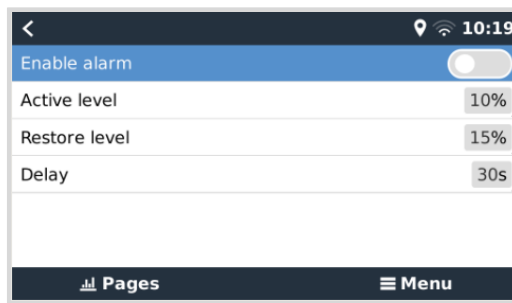 10:19
Enable alarm
Active level 10%
Restore level 15%
Delay 30s
Pages Menu